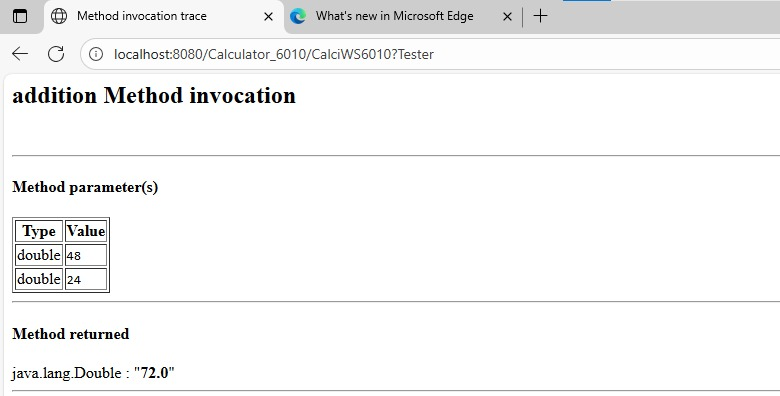 Method invocation trace
What's new in Microsoft Edge
localhost:8080/Calculator_6010/CalciWS6010?Tester
addition Method invocation
Method parameter(s)
Type Value
double 48
double 24
Method returned
java.lang.Double : "72.0"